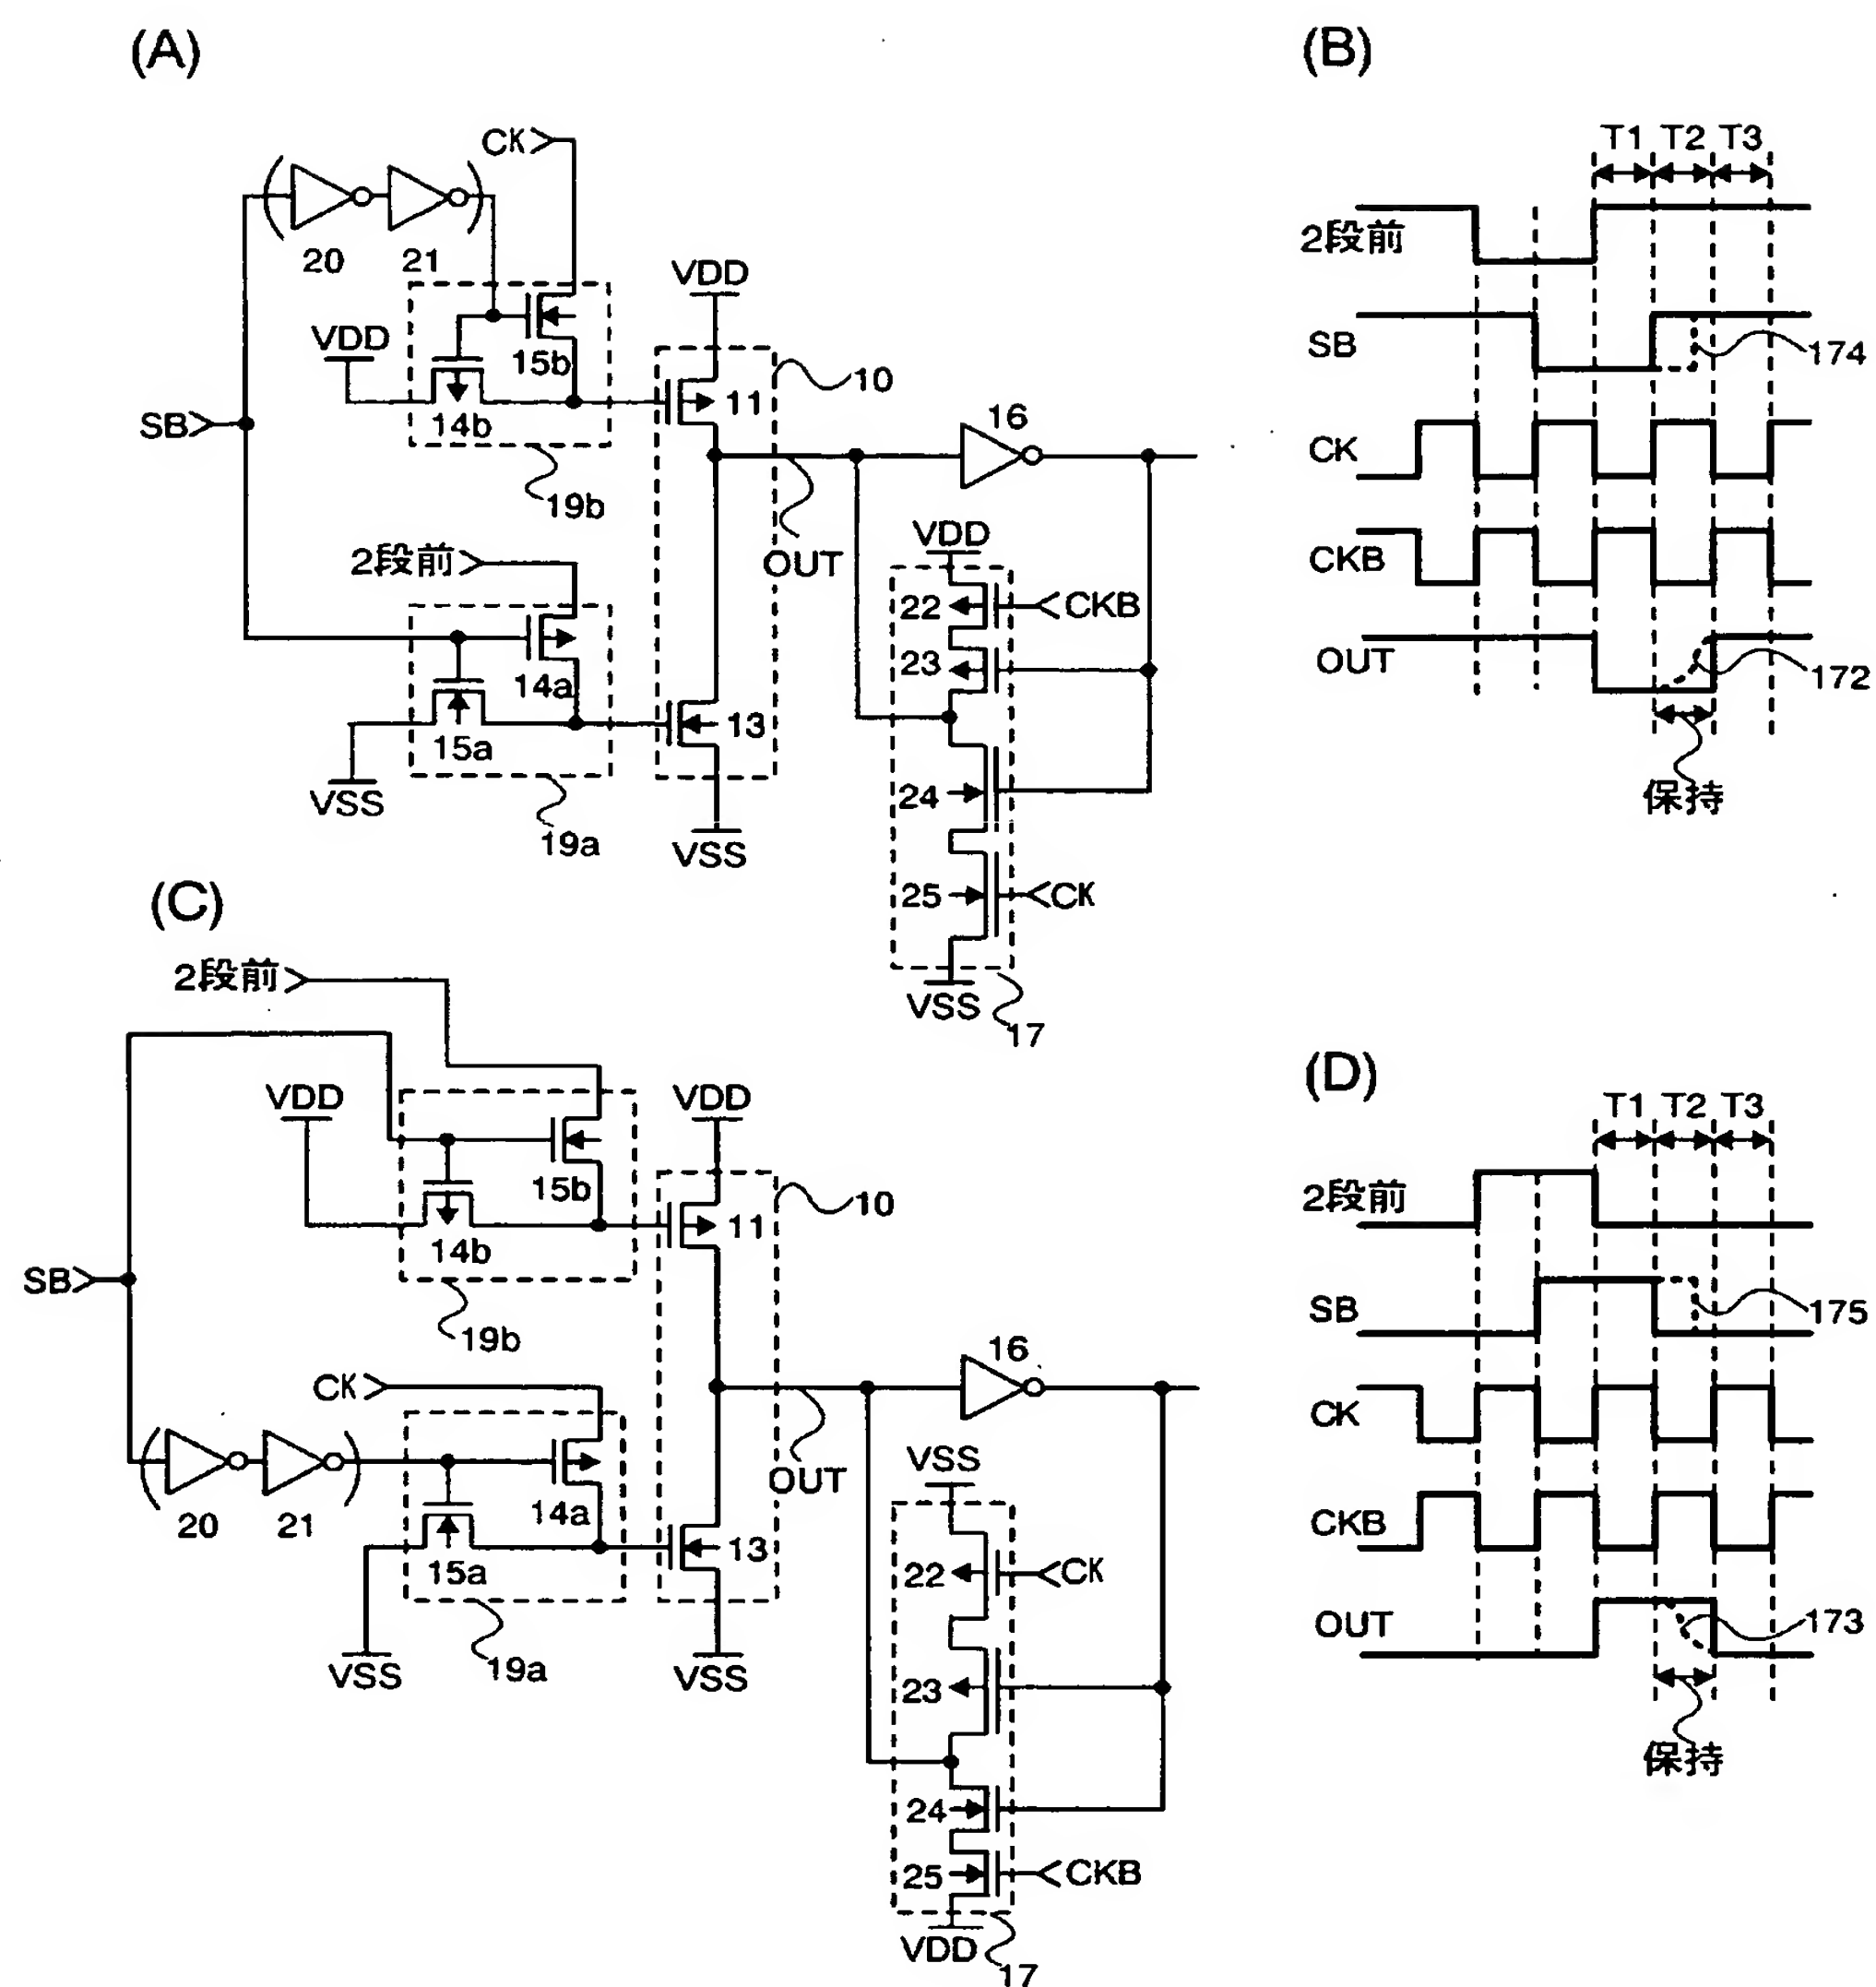 (A)
CK
20
21
VDD
15b
14b
19b
SB
VDD
11
10
16
OUT
2段前
14a
15a
VSS
19a
13
VSS
VDD
22
CKB
23
24
25
CK
VSS
17
(B)
T1 T2 T3
2段前
SB
174
CK
CKB
OUT
172
保持
(C)
2段前
VDD
15b
14b
19b
SB
VDD
11
10
CK
20
21
14a
15a
VSS
19a
13
VSS
16
OUT
VSS
22
CK
23
24
25
CKB
VDD
17
(D)
T1 T2 T3
2段前
SB
175
CK
CKB
OUT
173
保持